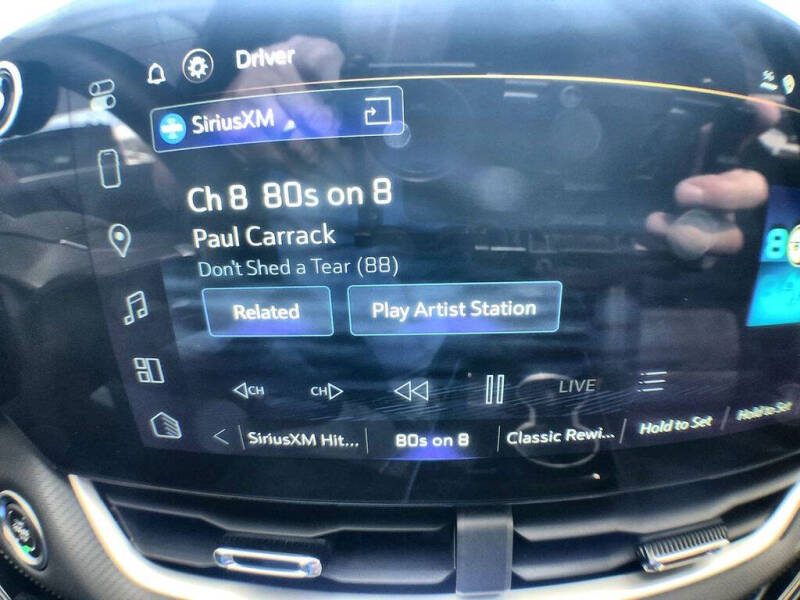 Driver
SiriusXM
Ch 8 80s on 8
Paul Carrack
Don't Shed a Tear (88)
Related
Play Artist Station
CH
CH
LIVE
SiriusXM Hit...
80s on 8
Classic Rewi...
Hold to Set
Hold to Set
8